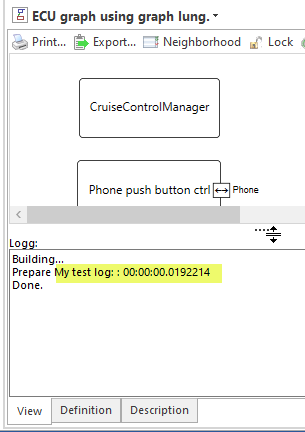 ECU graph using graph lung.
Print... Export... Neighborhood Lock
CruiseControlManager
Phone push button ctrl Phone
Logg:
Building...
Prepare My test log: : 00:00:00.0192214
Done.
View Definition Description